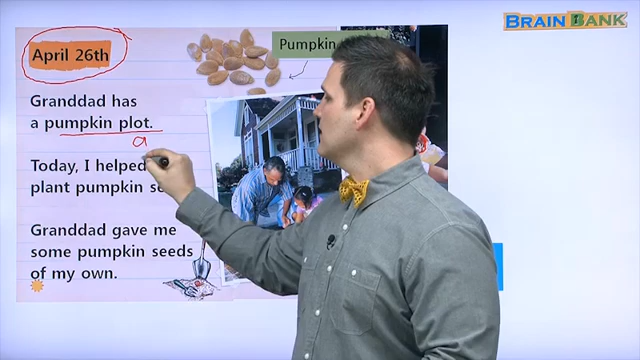 BRAIN BANK
April 26th
Pumpkin
Granddad has
a pumpkin plot.
a
Today, I helped
plant pumpkin
Granddad gave me
some pumpkin seeds
of my own.